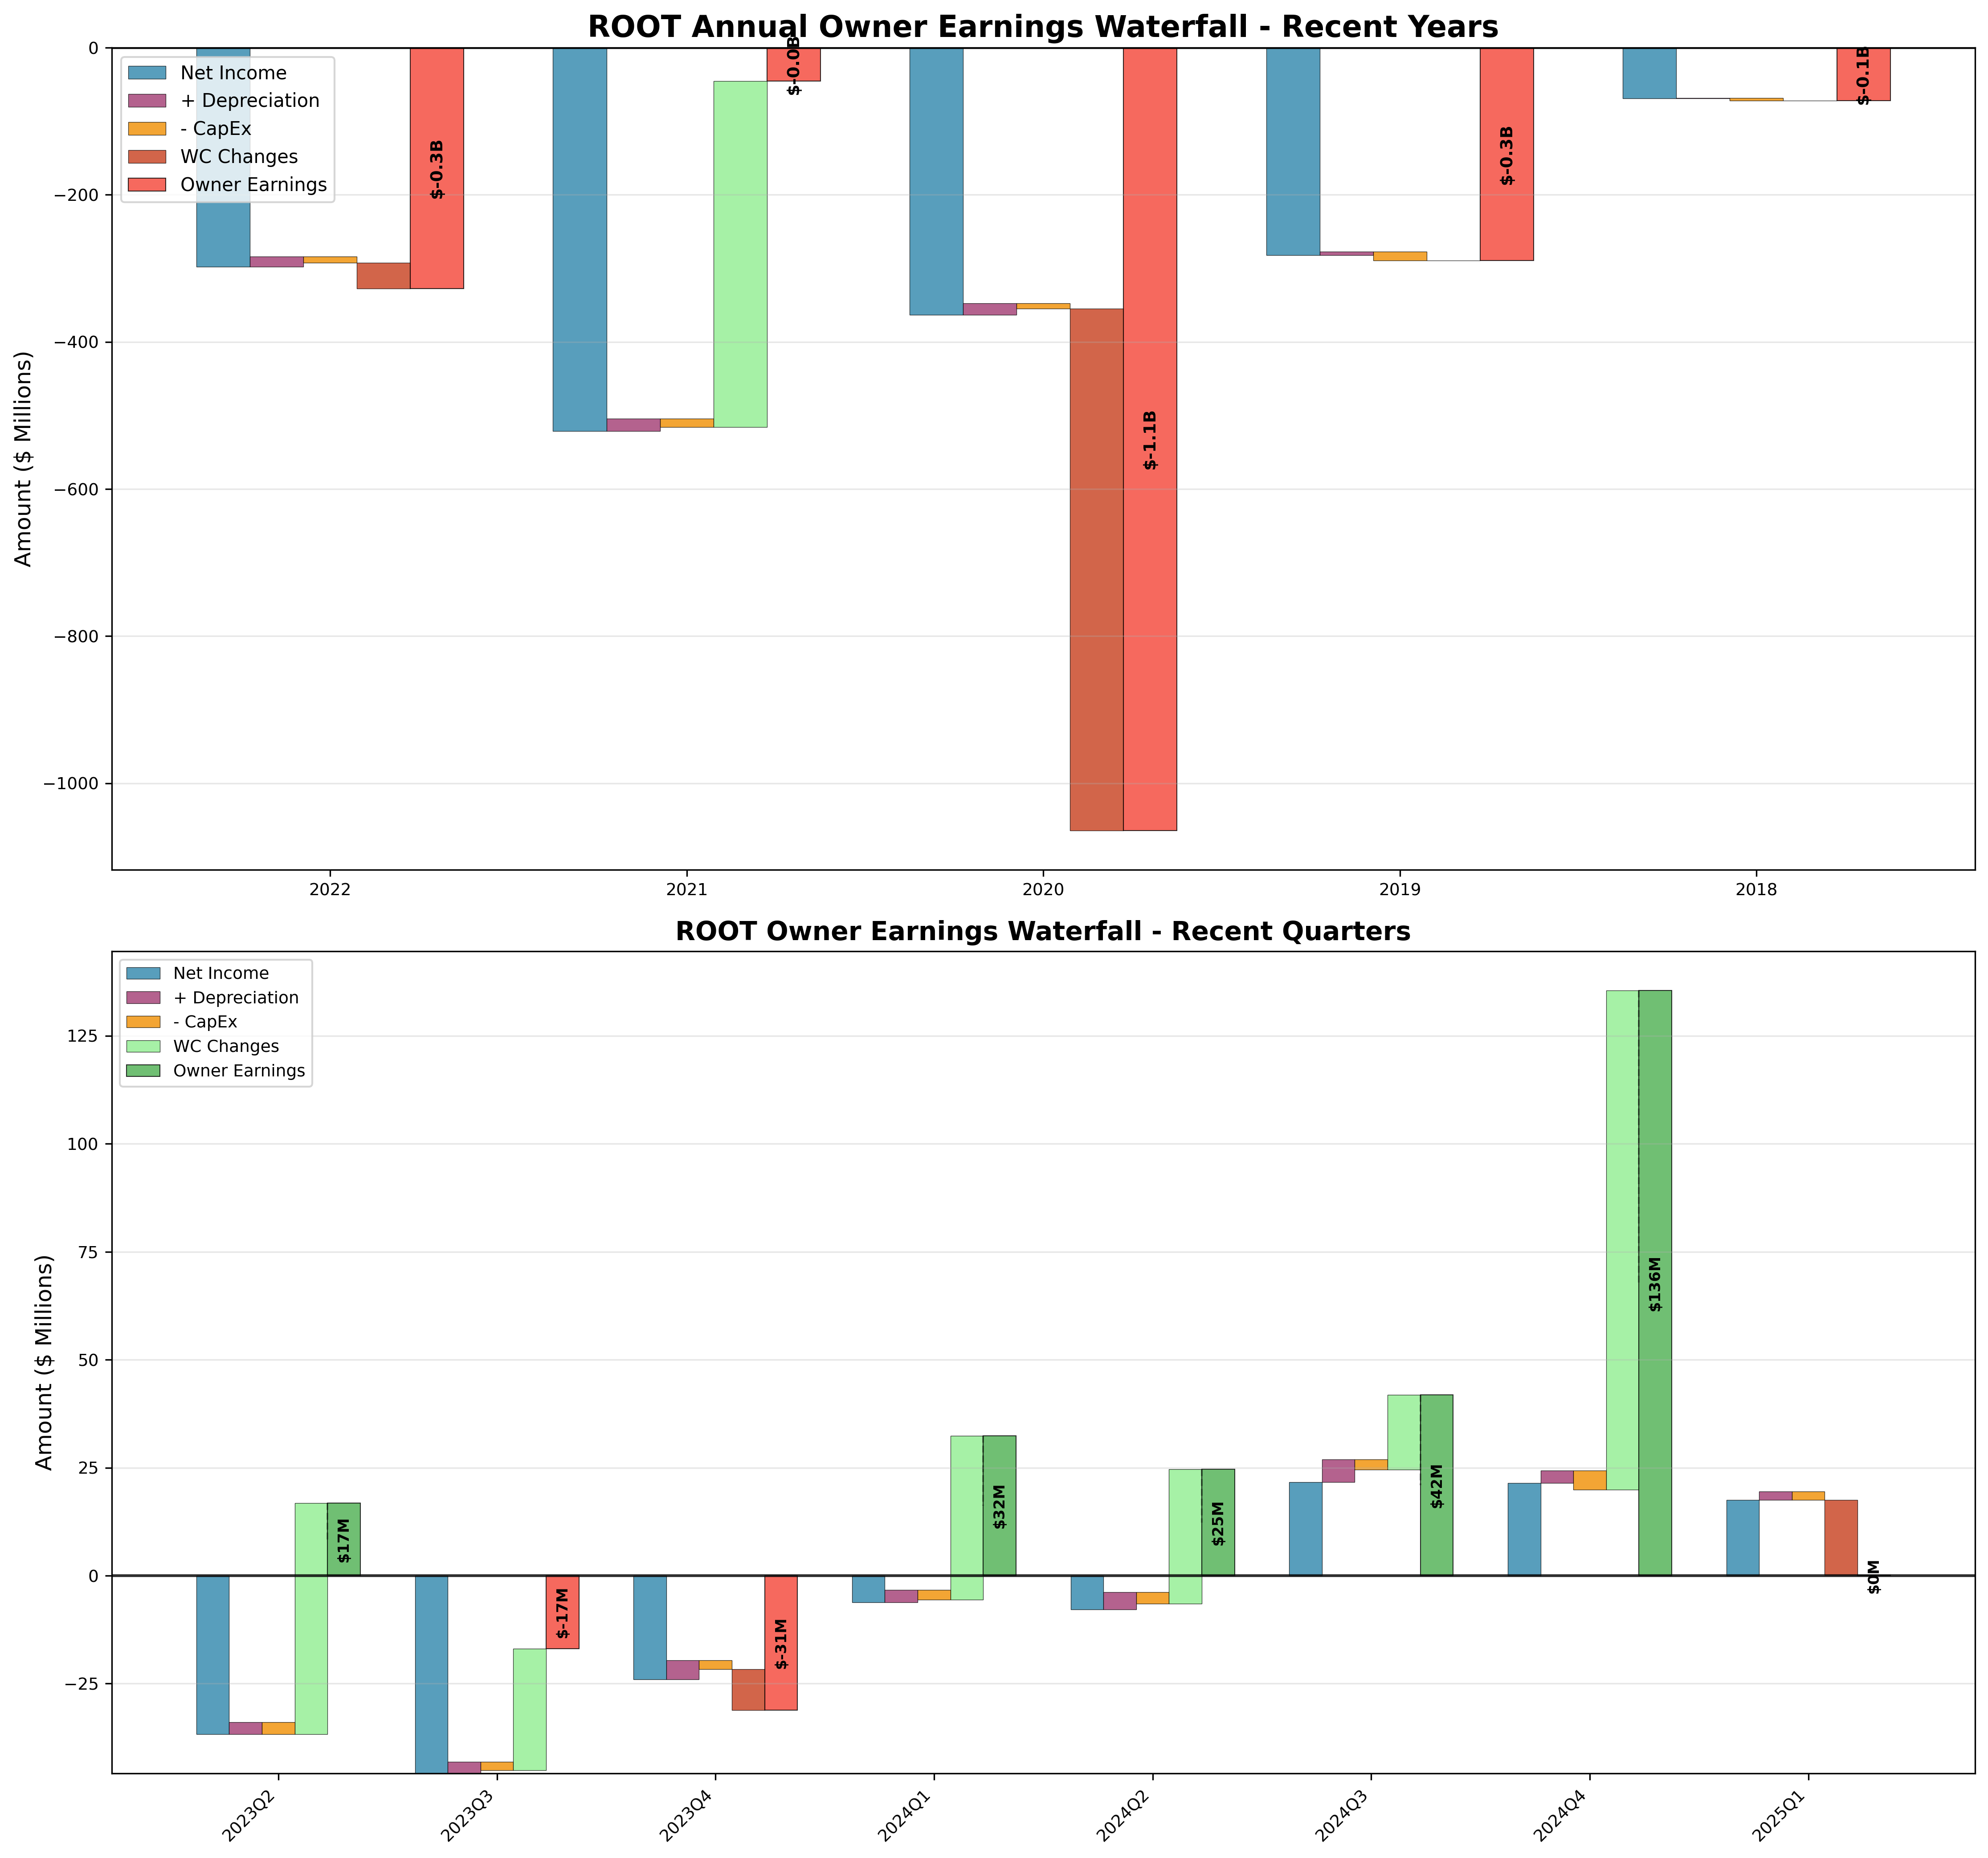 ROOT Annual Owner Earnings Waterfall - Recent Years
Amount ($ Millions)
0
−200
−400
−600
−800
−1000
Net Income
+ Depreciation
- CapEx
WC Changes
Owner Earnings
$-0.3B
$-0.0B
$-1.1B
$-0.3B
$-0.1B
2022
2021
2020
2019
2018
ROOT Owner Earnings Waterfall - Recent Quarters
Amount ($ Millions)
125
100
75
50
25
0
−25
Net Income
+ Depreciation
- CapEx
WC Changes
Owner Earnings
$17M
$-17M
$-31M
$32M
$25M
$42M
$136M
$0M
2023Q2
2023Q3
2023Q4
2024Q1
2024Q2
2024Q3
2024Q4
2025Q1